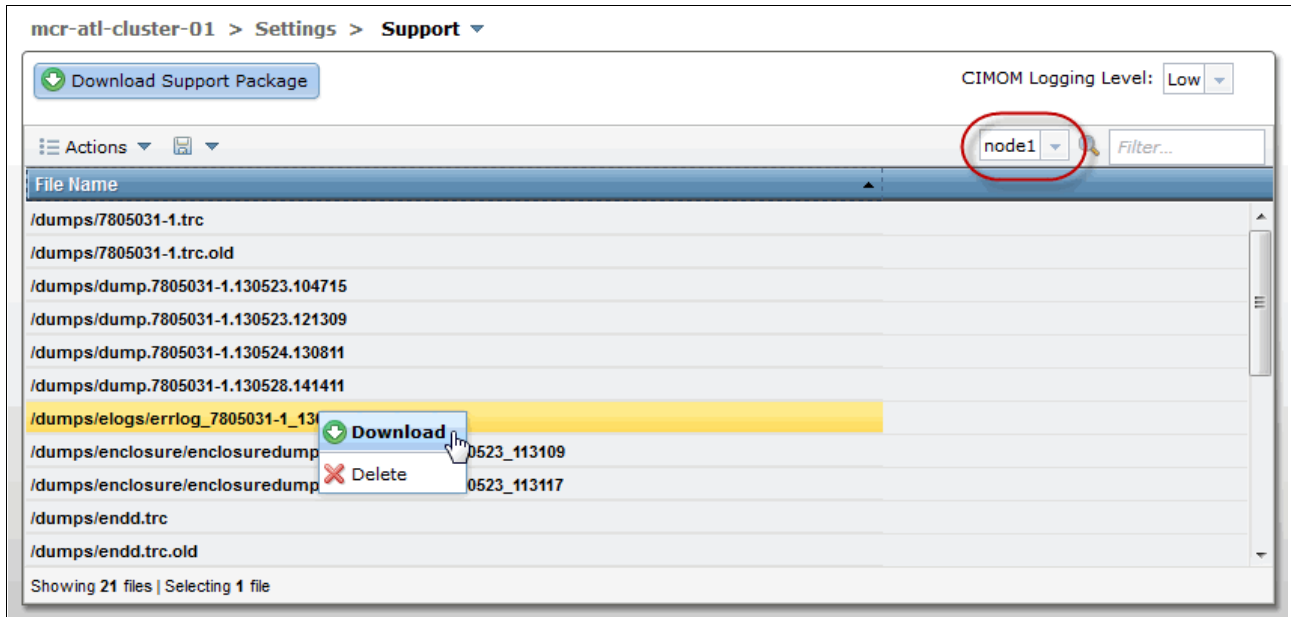 mcr-atl-cluster-01 > Settings > Support
Download Support Package
CIMOM Logging Level: Low
Actions
node1
Filter...
File Name
/dumps/7805031-1.trc
/dumps/7805031-1.trc.old
/dumps/dump.7805031-1.130523.104715
/dumps/dump.7805031-1.130523.121309
/dumps/dump.7805031-1.130524.130811
/dumps/dump.7805031-1.130528.141411
/dumps/elogs/errlog_7805031-1_13
Download
/dumps/enclosure/enclosuredump 0523_113109
Delete
/dumps/enclosure/enclosuredump 0523_113117
/dumps/endd.trc
/dumps/endd.trc.old
Showing 21 files | Selecting 1 file